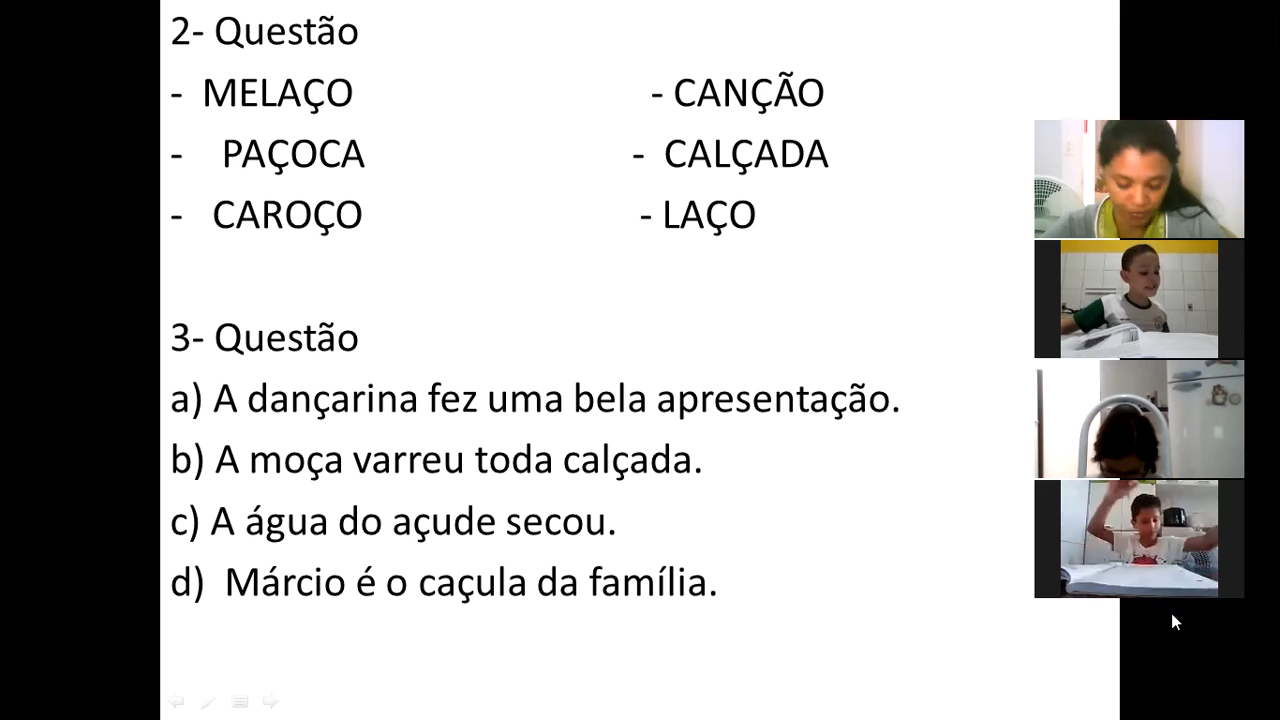 2- Questão
- MELAÇO - CANÇÃO
- PAÇOCA - CALÇADA
- CAROÇO - LAÇO
3- Questão
a) A dançarina fez uma bela apresentação.
b) A moça varreu toda calçada.
c) A água do açude secou.
d) Márcio é o caçula da família.